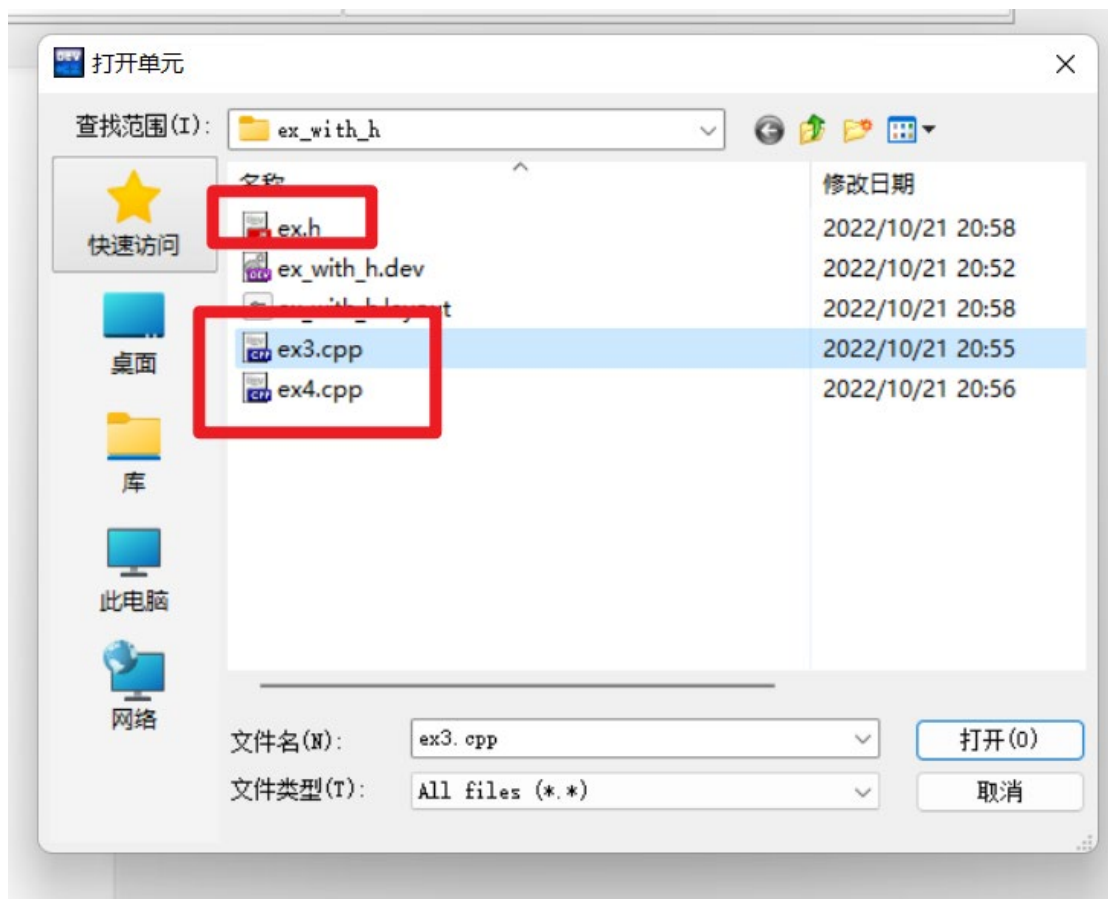 打开单元
查找范围(I):
ex_with_h
名称
修改日期
快速访问
ex.h
2022/10/21 20:58
ex_with_h.dev
2022/10/21 20:52
2022/10/21 20:58
桌面
ex3.cpp
2022/10/21 20:55
ex4.cpp
2022/10/21 20:56
库
此电脑
网络
文件名(N):
ex3.cpp
打开(O)
文件类型(T):
All files (*.*)
取消